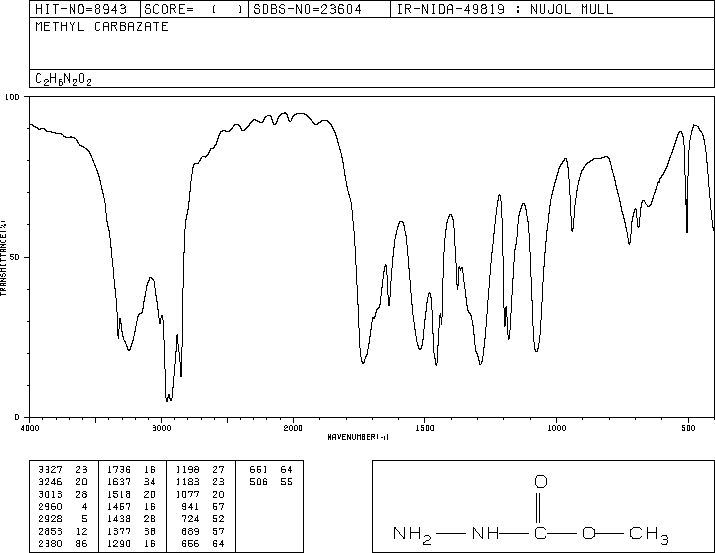 HIT-NO=8943 SCORE= ( ) SDBS-NO=23604 IR-NIDA-49819 : NUJOL MULL
METHYL CARBAZATE
C2H6N2O2
100
TRANSMITTANCE(%)
50
0
4000 3000 2000 1500 1000 500
WAVENUMBER(-1)
3327 23 1736 16 1198 27 661 64
3246 20 1637 34 1183 23 506 55
3013 28 1518 20 1077 20
2960 4 1457 16 941 57
2928 5 1438 28 724 52
2853 12 1377 38 689 57
2380 86 1290 16 656 64
O
NH2 NH C O CH3